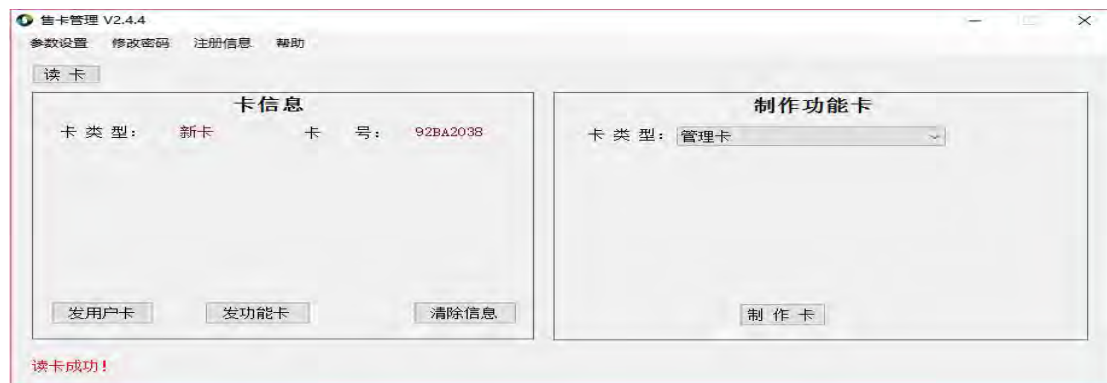 售卡管理 V2.4.4
参数设置 修改密码 注册信息 帮助
读 卡
卡信息
卡 类 型： 新卡 卡 号： 92BA2038
发用户卡 发功能卡 清除信息
制作功能卡
卡 类 型： 管理卡
制 作 卡
读卡成功！